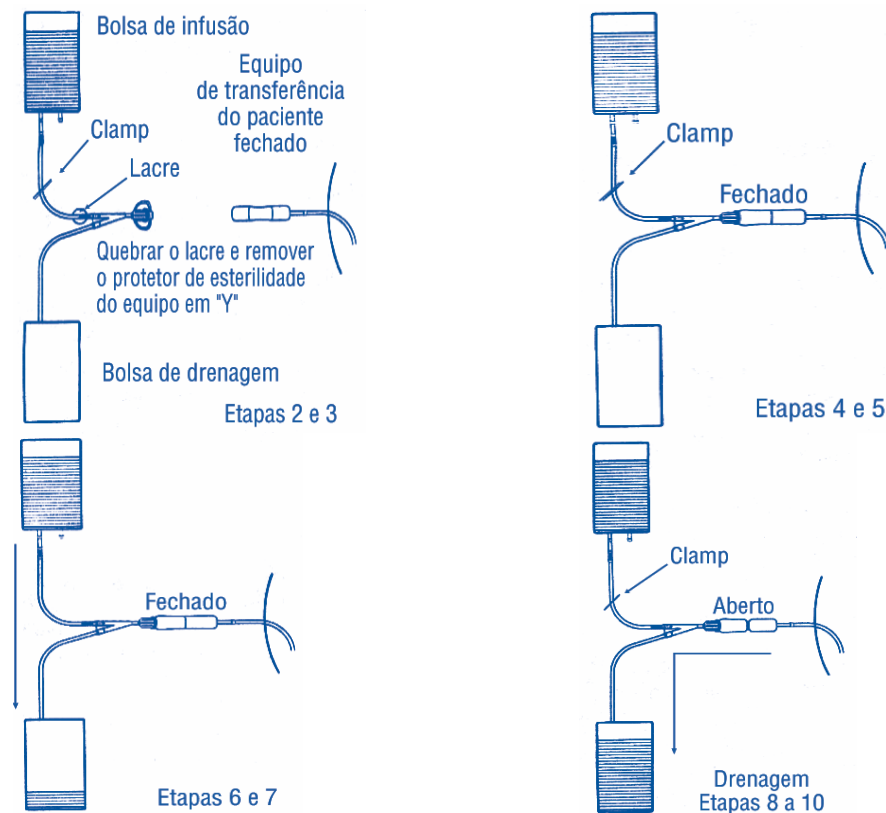 Bolsa de infusão
Equipo
de transferência
do paciente
fechado
Clamp
Lacre
Quebrar o lacre e remover
o protetor de esterilidade
do equipo em "Y"
Bolsa de drenagem
Etapas 2 e 3
Clamp
Fechado
Etapas 4 e 5
Fechado
Etapas 6 e 7
Clamp
Aberto
Drenagem
Etapas 8 a 10